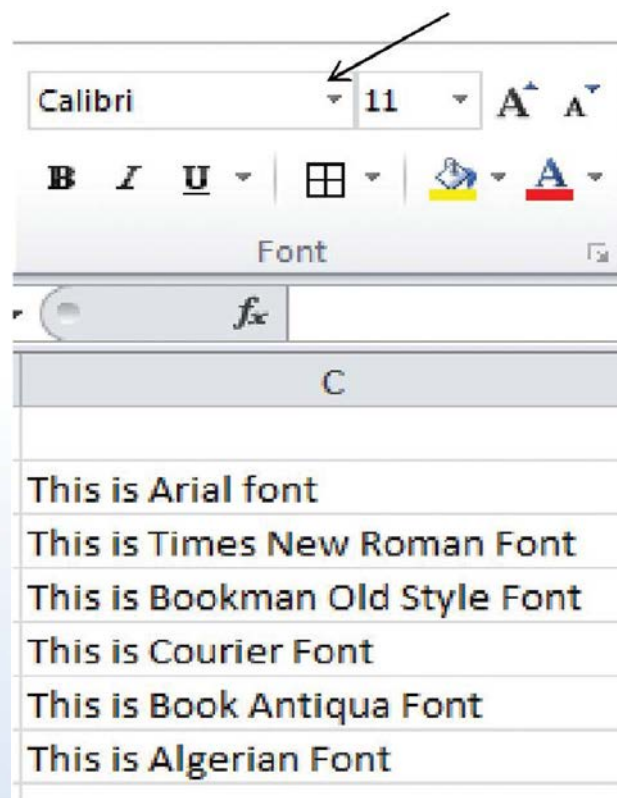 Calibri 11 A A
B I U A
Font
fx
C
This is Arial font
This is Times New Roman Font
This is Bookman Old Style Font
This is Courier Font
This is Book Antiqua Font
This is Algerian Font